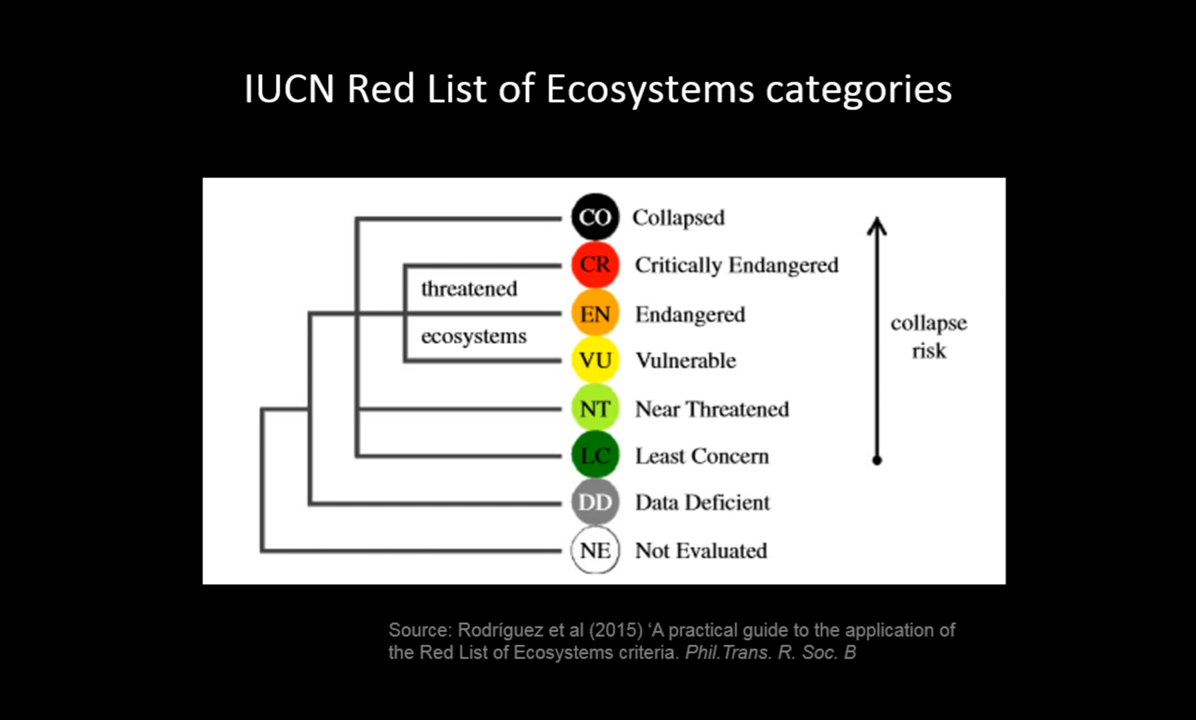 IUCN Red List of Ecosystems categories
CO Collapsed
CR Critically Endangered
threatened
EN Endangered
collapse
ecosystems
risk
VU Vulnerable
NT Near Threatened
LC Least Concern
DD Data Deficient
NE Not Evaluated
Source: Rodríguez et al (2015) ‘A practical guide to the application of
the Red List of Ecosystems criteria. Phil.Trans. R. Soc. B